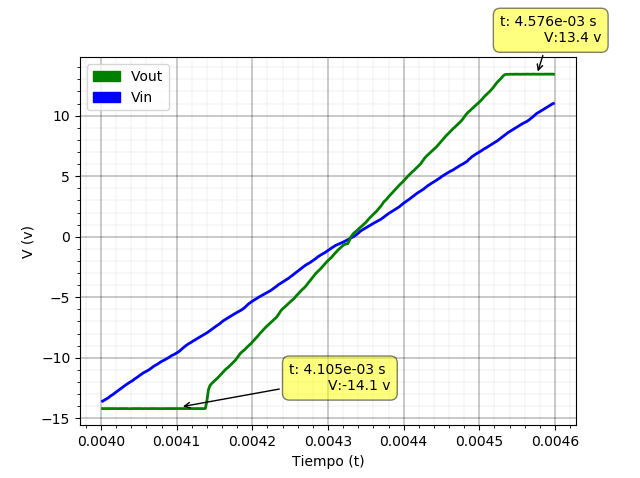 t: 4.576e-03 s
V:13.4 v
Vout
Vin
10
5
0
−5
−10
−15
V (v)
t: 4.105e-03 s
V:-14.1 v
0.0040 0.0041 0.0042 0.0043 0.0044 0.0045 0.0046
Tiempo (t)